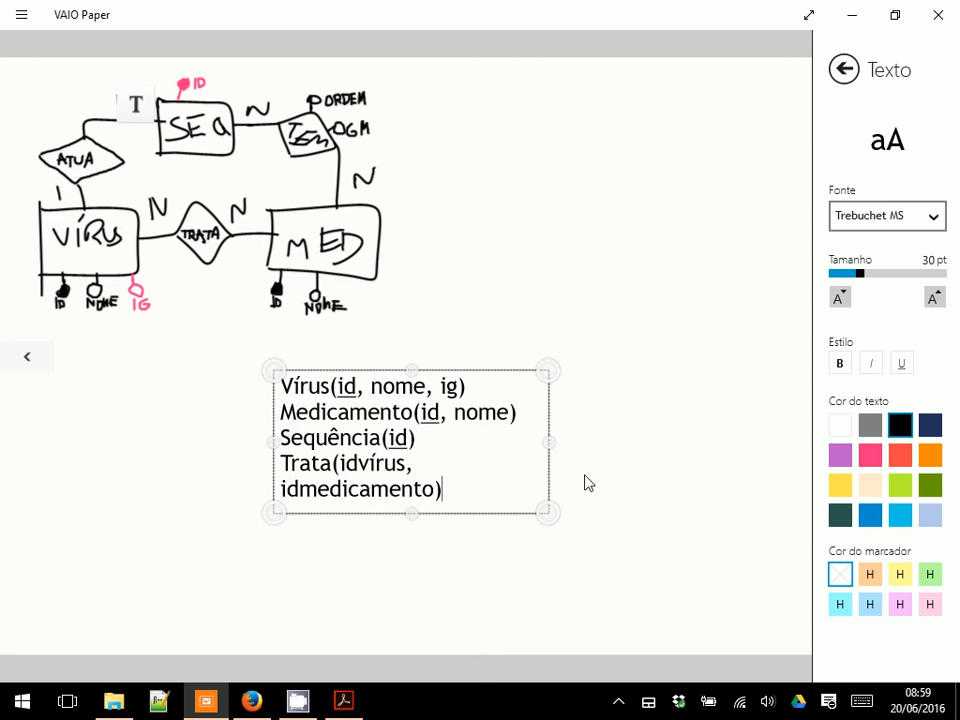 VAIO Paper
ID
T
SEQ
N
TEM
ORDEM
DGM
ATUA
N
1
VÍRUS
N
TRATA
N
MED
ID
NOME
IG
ID
NOME
Vírus(id, nome, ig)
Medicamento(id, nome)
Sequência(id)
Trata(idvírus,
idmedicamento)
Texto
aA
Fonte
Trebuchet MS
Tamanho
30 pt
A
A
Estilo
B
I
U
Cor do texto
Cor do marcador
H
H
H
H
H
H
H
08:59
20/06/2016